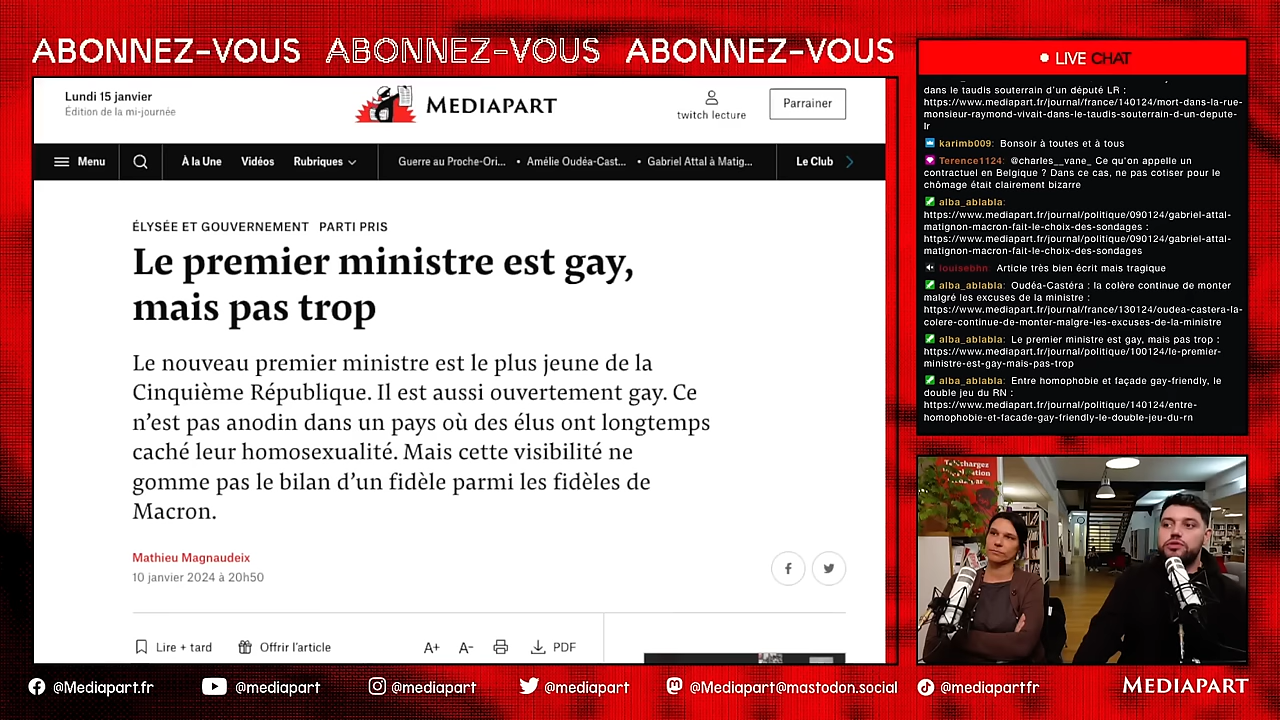 ABONNEZ-VOUS ABONNEZ-VOUS ABONNEZ-VOUS
Lundi 15 janvier
Édition de la mi-journée
MEDIAPART
twitch lecture
Parrainer
Menu
À la Une
Vidéos
Rubriques
Guerre au Proche-Ori...
• Amélie Oudéa-Cast...
• Gabriel Attal à Matig...
Le Club
ÉLYSÉE ET GOUVERNEMENT PARTI PRIS
Le premier ministre est gay,
mais pas trop
Le nouveau premier ministre est le plus jeune de la
Cinquième République. Il est aussi ouvertement gay. Ce
n'est pas anodin dans un pays où des élus ont longtemps
caché leur homosexualité. Mais cette visibilité ne
gomme pas le bilan d'un fidèle parmi les fidèles de
Macron.
Mathieu Magnaudeix
10 janvier 2024 à 20h50
Lire + tard
Offrir l'article
A+
A-
PDF
LIVE CHAT
dans le taudis souterrain d'un député LR :
https://www.mediapart.fr/journal/france/140124/mort-dans-la-rue-
monsieur-raymond-vivait-dans-le-taudis-souterrain-d-un-depute-
lr
karimb009: Bonsoir à toutes et à tous
Terence1124: @charles__vane_ Ce qu'on appelle un
contractuel en Belgique ? Dans ce cas, ne pas cotiser pour le
chômage était clairement bizarre
alba_ablabla:
https://www.mediapart.fr/journal/politique/090124/gabriel-attal-
matignon-macron-fait-le-choix-des-sondages :
https://www.mediapart.fr/journal/politique/090124/gabriel-attal-
matignon-macron-fait-le-choix-des-sondages
louisebhn: Article très bien écrit mais tragique
alba_ablabla: Oudéa-Castéra : la colère continue de monter
malgré les excuses de la ministre :
https://www.mediapart.fr/journal/france/130124/oudea-castera-la-
colere-continue-de-monter-malgre-les-excuses-de-la-ministre
alba_ablabla: Le premier ministre est gay, mais pas trop :
https://www.mediapart.fr/journal/politique/100124/le-premier-
ministre-est-gay-mais-pas-trop
alba_ablabla: Entre homophobie et façade gay-friendly, le
double jeu du RN :
https://www.mediapart.fr/journal/politique/140124/entre-
homophobie-et-facade-gay-friendly-le-double-jeu-du-rn
@Mediapart.fr
@mediapart
@mediapart
@mediapart
@Mediapart@mastodon.social
@mediapartfr
MEDIAPART